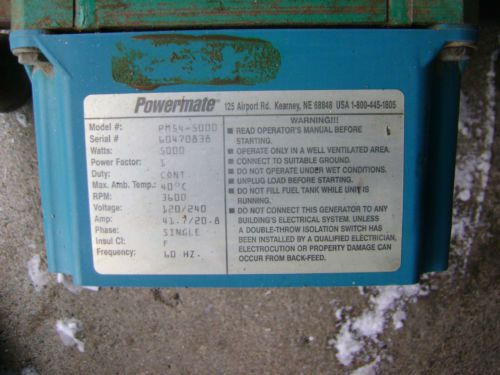 Powermate 125 Airport Rd. Kearney, NE 68848 USA 1-800-445-1805
Model #: PM54-5000
Serial # 60470836
Watts: 5000
Power Factor: 1
Duty: CONT
Max. Amb. Temp.: 40°C
RPM: 3600
Voltage: 120/240
Amp: 41.7/20.8
Phase: SINGLE
Insul Cl: F
Frequency: 60 HZ.
WARNING!!!
■ READ OPERATOR'S MANUAL BEFORE
STARTING.
■ OPERATE ONLY IN A WELL VENTILATED AREA.
■ CONNECT TO SUITABLE GROUND.
■ DO NOT OPERATE UNDER WET CONDITIONS.
■ UNPLUG LOAD BEFORE STARTING.
■ DO NOT FILL FUEL TANK WHILE UNIT IS
RUNNING.
■ DO NOT CONNECT THIS GENERATOR TO ANY
BUILDING'S ELECTRICAL SYSTEM, UNLESS
A DOUBLE-THROW ISOLATION SWITCH HAS
BEEN INSTALLED BY A QUALIFIED ELECTRICIAN,
ELECTROCUTION OR PROPERTY DAMAGE CAN
OCCUR FROM BACK-FEED.